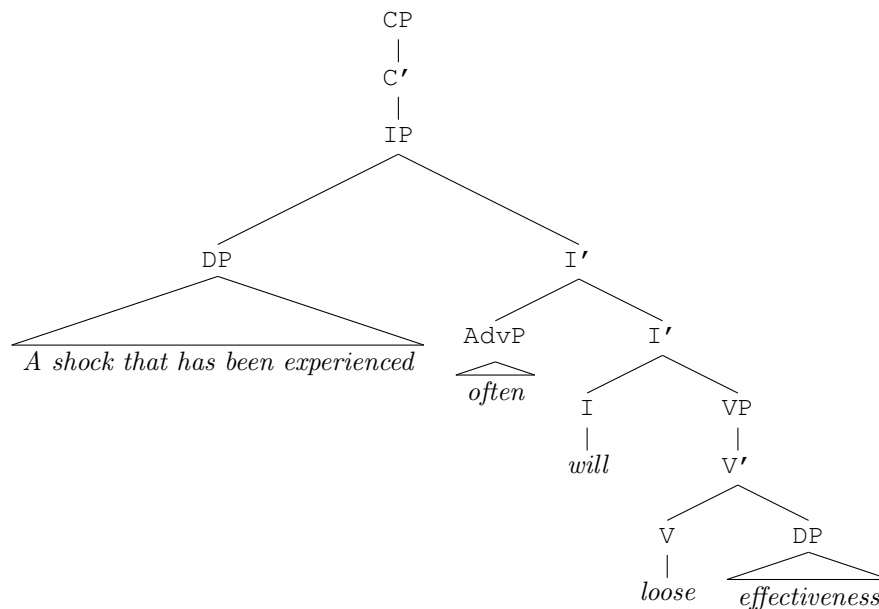 CP
C'
IP
DP I'
AdvP I'
A shock that has been experienced
often
I VP
will
V'
V DP
loose effectiveness